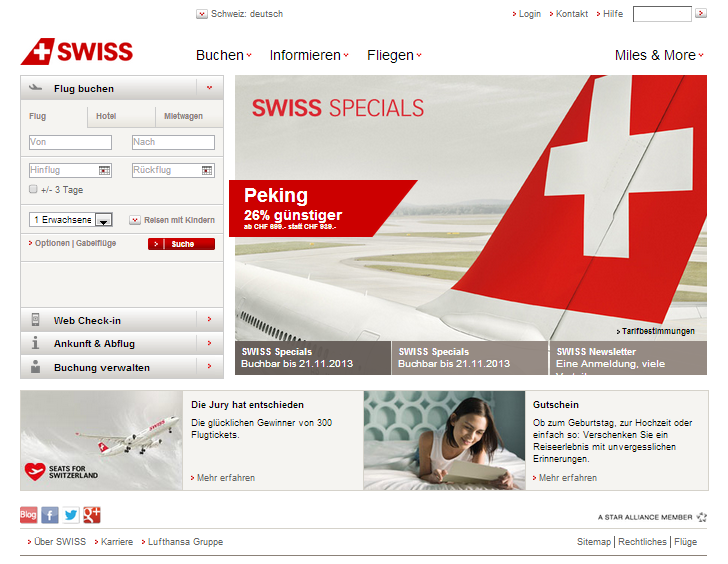 Schweiz: deutsch
Login
Kontakt
Hilfe
SWISS
Buchen
Informieren
Fliegen
Miles & More
Flug buchen
Flug
Hotel
Mietwagen
Von
Nach
Hinflug
Rückflug
+/- 3 Tage
1 Erwachsene
Reisen mit Kindern
Optionen | Gabelflüge
Suche
Web Check-in
Ankunft & Abflug
Buchung verwalten
SWISS SPECIALS
Peking
26% günstiger
ab CHF 699.- statt CHF 939.-
Tarifbestimmungen
SWISS Specials
Buchbar bis 21.11.2013
SWISS Specials
Buchbar bis 21.11.2013
SWISS Newsletter
Eine Anmeldung, viele
SEATS FOR
SWITZERLAND
Die Jury hat entschieden
Die glücklichen Gewinner von 300
Flugtickets.
Mehr erfahren
Gutschein
Ob zum Geburtstag, zur Hochzeit oder
einfach so: Verschenken Sie ein
Reiseerlebnis mit unvergesslichen
Erinnerungen.
Mehr erfahren
Blog
A STAR ALLIANCE MEMBER
Über SWISS
Karriere
Lufthansa Gruppe
Sitemap | Rechtliches | Flüge